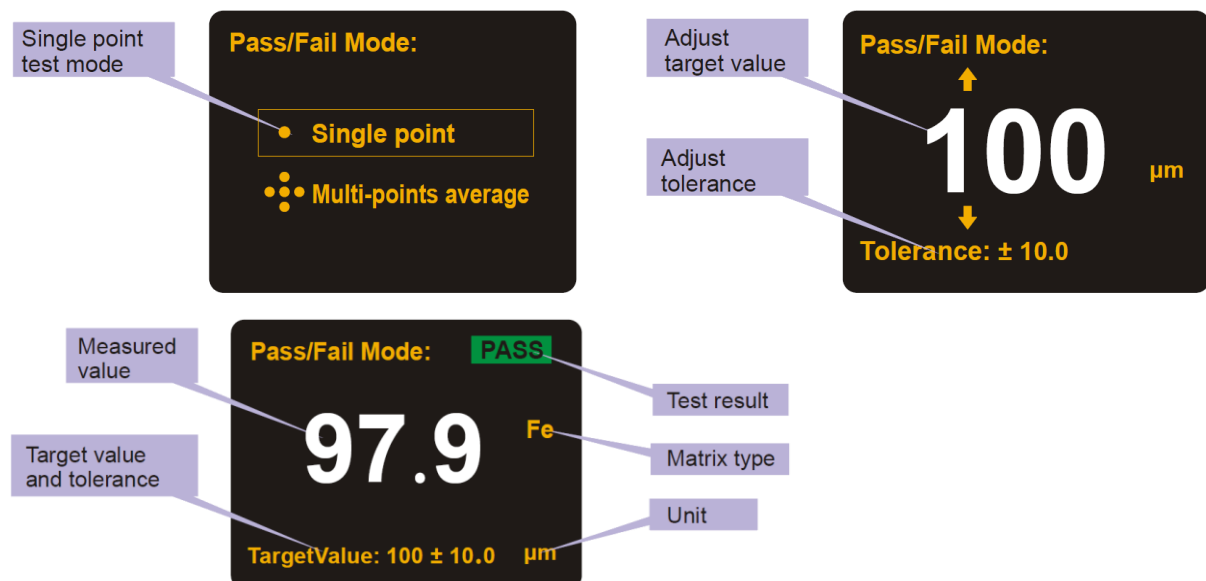 Single point
test mode
Pass/Fail Mode:
Single point
Multi-points average
Adjust
target value
Adjust
tolerance
Pass/Fail Mode:
100
µm
Tolerance: ± 10.0
Measured
value
Target value
and tolerance
Pass/Fail Mode: PASS
97.9 Fe
TargetValue: 100 ± 10.0 µm
Test result
Matrix type
Unit